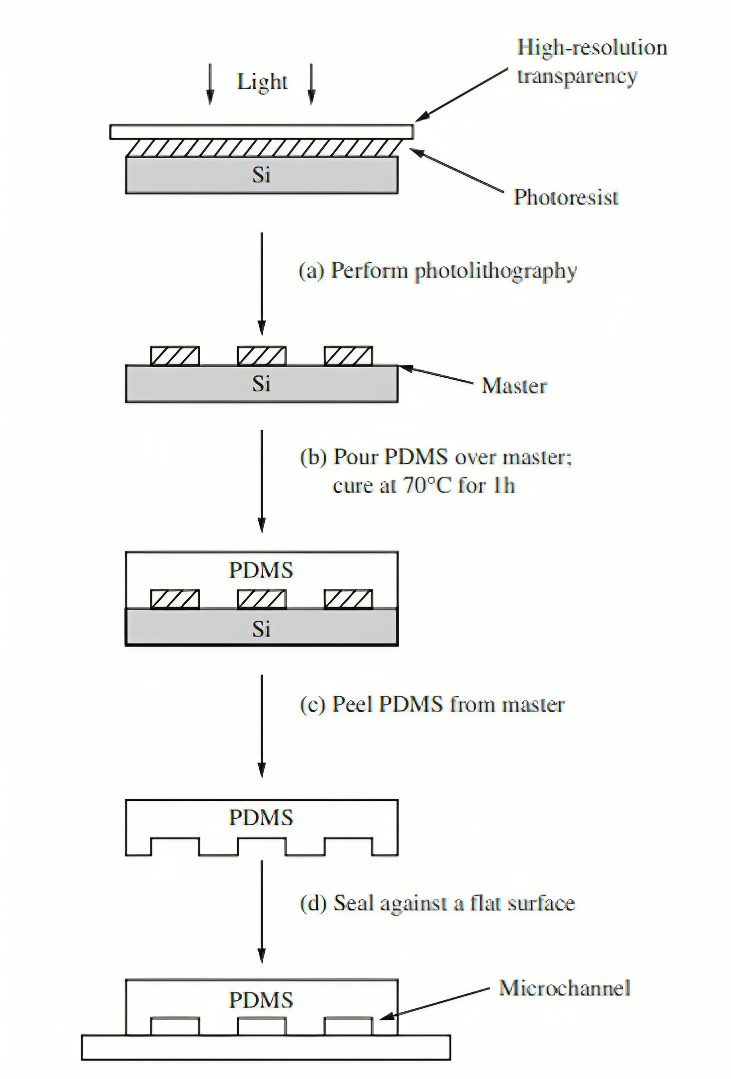 High-resolution
transparency
Light
Photoresist
Si
(a) Perform photolithography
Si
Master
(b) Pour PDMS over master;
cure at 70°C for 1h
PDMS
Si
(c) Peel PDMS from master
PDMS
(d) Seal against a flat surface
Microchannel
PDMS